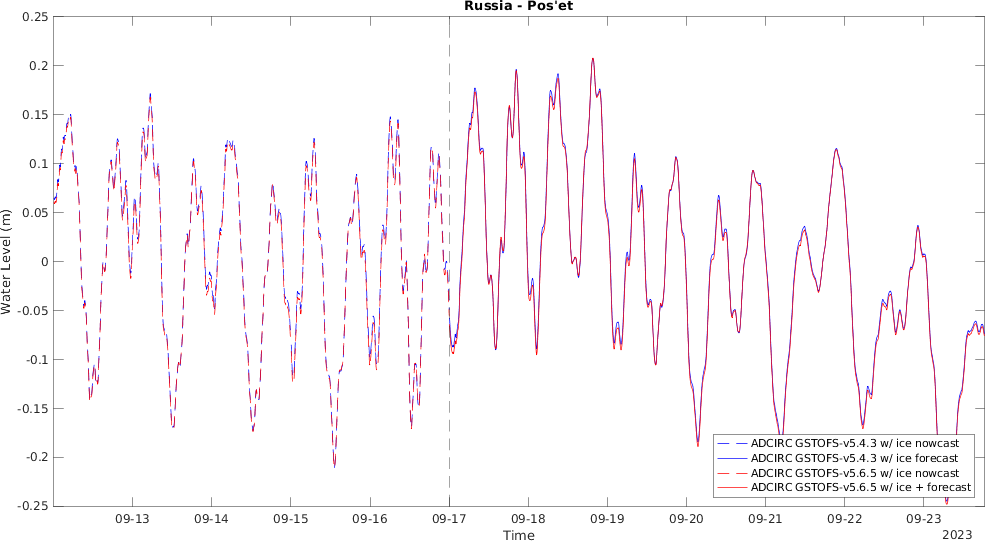 Russia - Pos'et
0.25
0.2
0.15
0.1
0.05
0
-0.05
-0.1
-0.15
-0.2
-0.25
Water Level (m)
ADCIRC GSTOFS-v5.4.3 w/ ice nowcast
ADCIRC GSTOFS-v5.4.3 w/ ice forecast
ADCIRC GSTOFS-v5.6.5 w/ ice nowcast
ADCIRC GSTOFS-v5.6.5 w/ ice + forecast
09-13 09-14 09-15 09-16 09-17 09-18 09-19 09-20 09-21 09-22 09-23
Time
2023